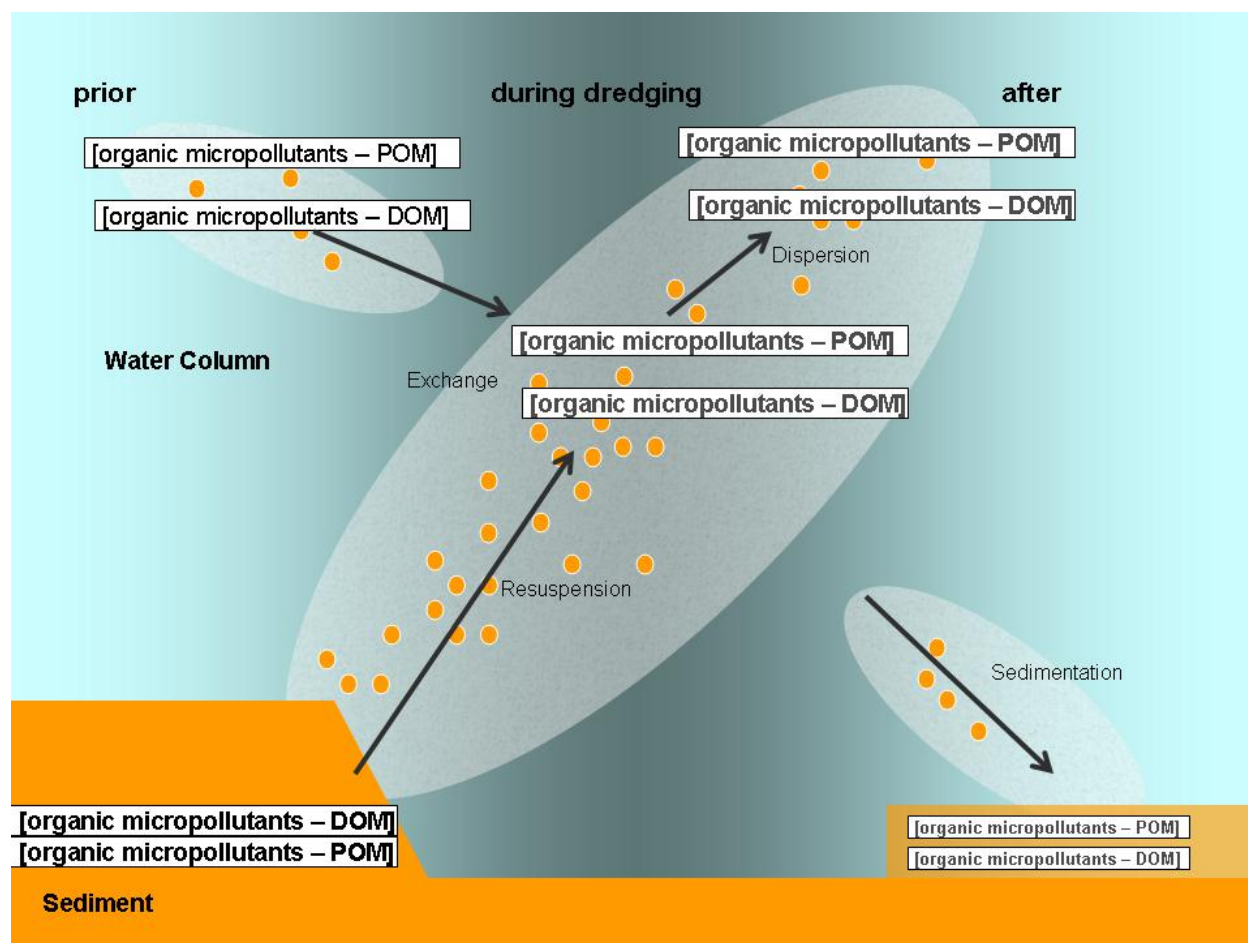 prior
during dredging
after
[organic micropollutants – POM]
[organic micropollutants – DOM]
[organic micropollutants – POM]
[organic micropollutants – DOM]
Dispersion
[organic micropollutants – POM]
[organic micropollutants – DOM]
Water Column
Exchange
Resuspension
Sedimentation
[organic micropollutants – DOM]
[organic micropollutants – POM]
[organic micropollutants – POM]
[organic micropollutants – DOM]
Sediment